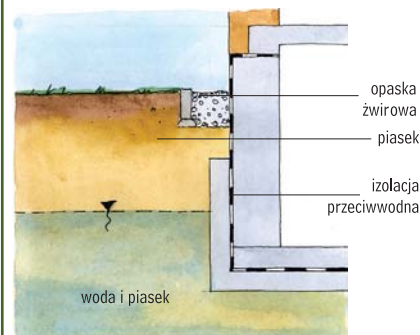 opaska
żwirowa
piasek
izolacja
przeciwwodna
woda i piasek